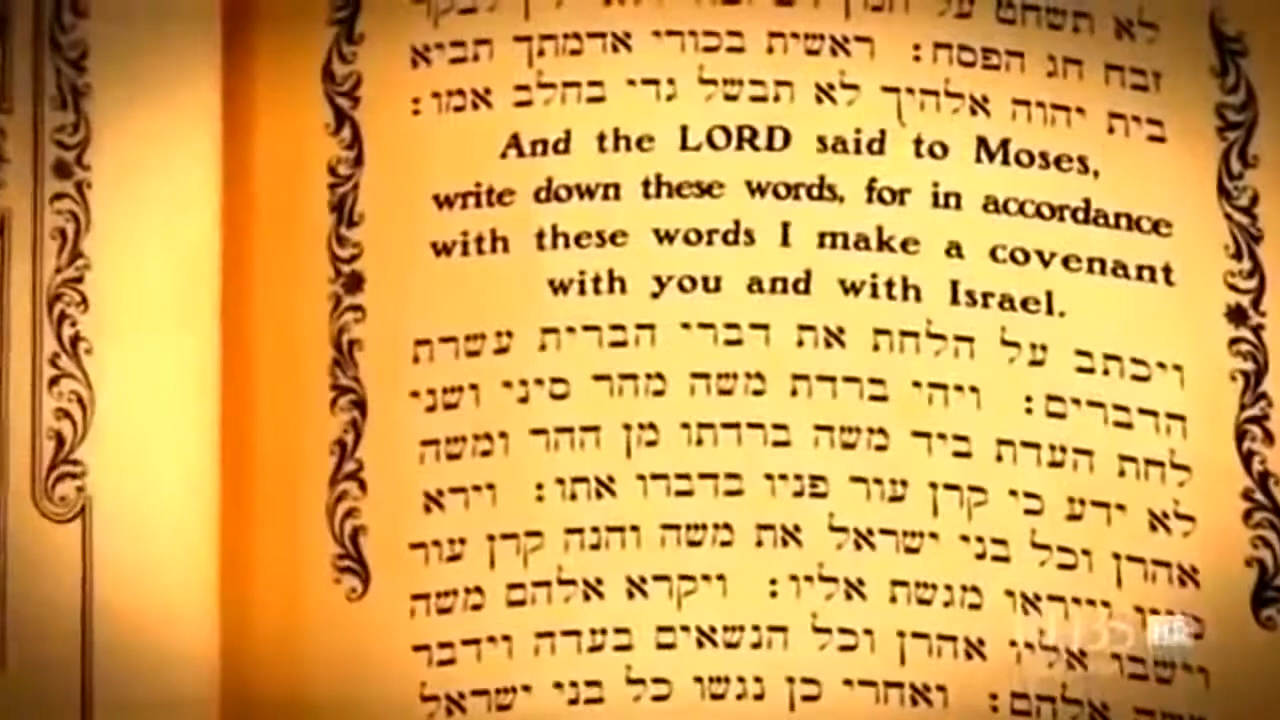 לא תשחט על חמץ ולא ילין לבקר
זבח חג הפסח: ראשית בכורי אדמתך תביא
בית יהוה אלהיך לא תבשל גדי בחלב אמו:
And the LORD said to Moses,
write down these words, for in accordance
with these words I make a covenant
with you and with Israel.
ויכתב על הלחת את דברי הברית עשרת
הדברים: ויהי ברדת משה מהר סיני ושני
לחת העדת ביד משה ברדתו מן ההר ומשה
לא ידע כי קרן עור פניו בדברו אתו: וירא
אהרן וכל בני ישראל את משה והנה קרן עור
וייראו מגשת אליו: ויקרא אלהם משה
וישבו אליו אהרן וכל הנשאים בעדה וידבר
אלהם: ואחרי כן נגשו כל בני ישראל